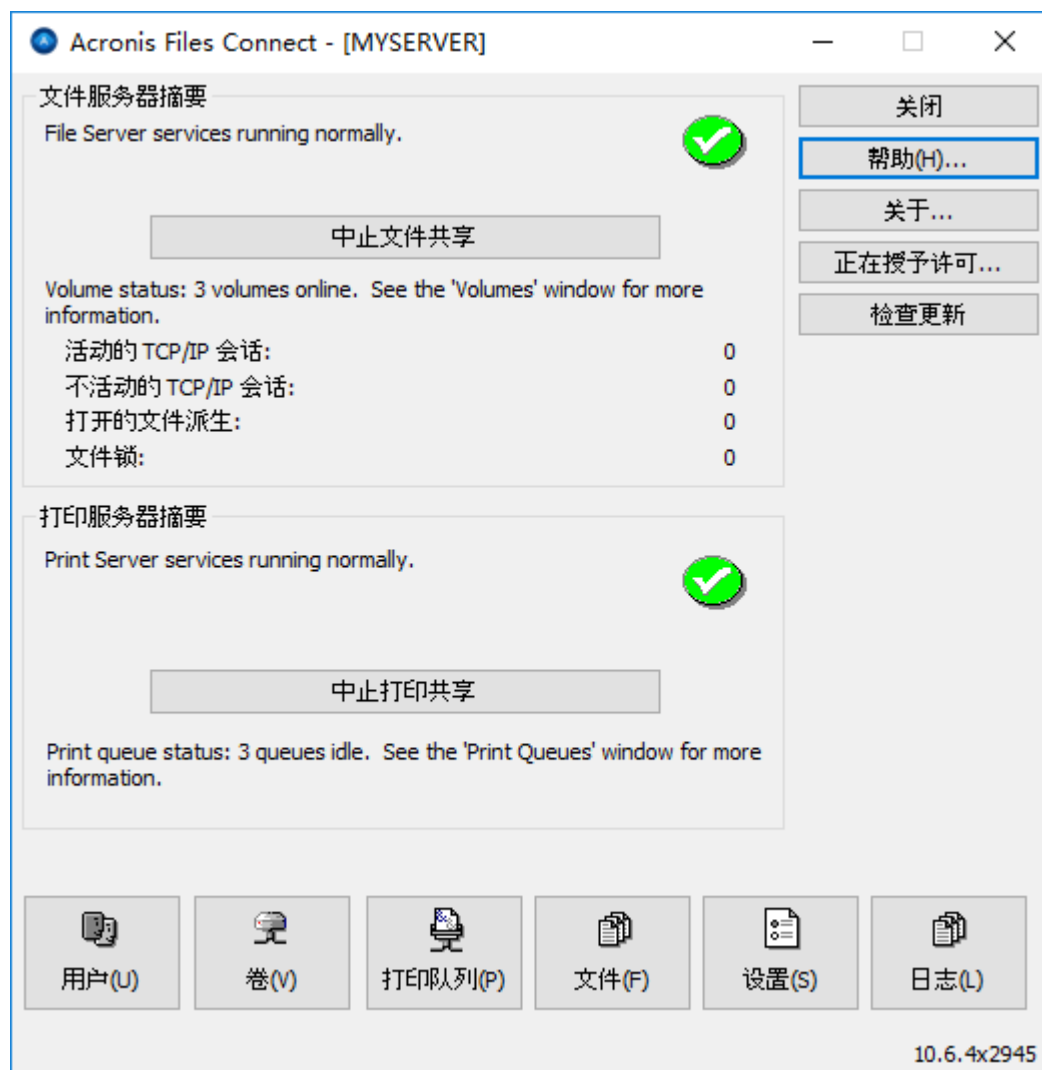 Acronis Files Connect - [MYSERVER]
文件服务器摘要
File Server services running normally.
中止文件共享
Volume status: 3 volumes online.  See the 'Volumes' window for more
information.
活动的 TCP/IP 会话: 0
不活动的 TCP/IP 会话: 0
打开的文件派生: 0
文件锁: 0
打印服务器摘要
Print Server services running normally.
中止打印共享
Print queue status: 3 queues idle.  See the 'Print Queues' window for more
information.
关闭
帮助(H)...
关于...
正在授予许可...
检查更新
用户(U)
卷(V)
打印队列(P)
文件(F)
设置(S)
日志(L)
10.6.4x2945